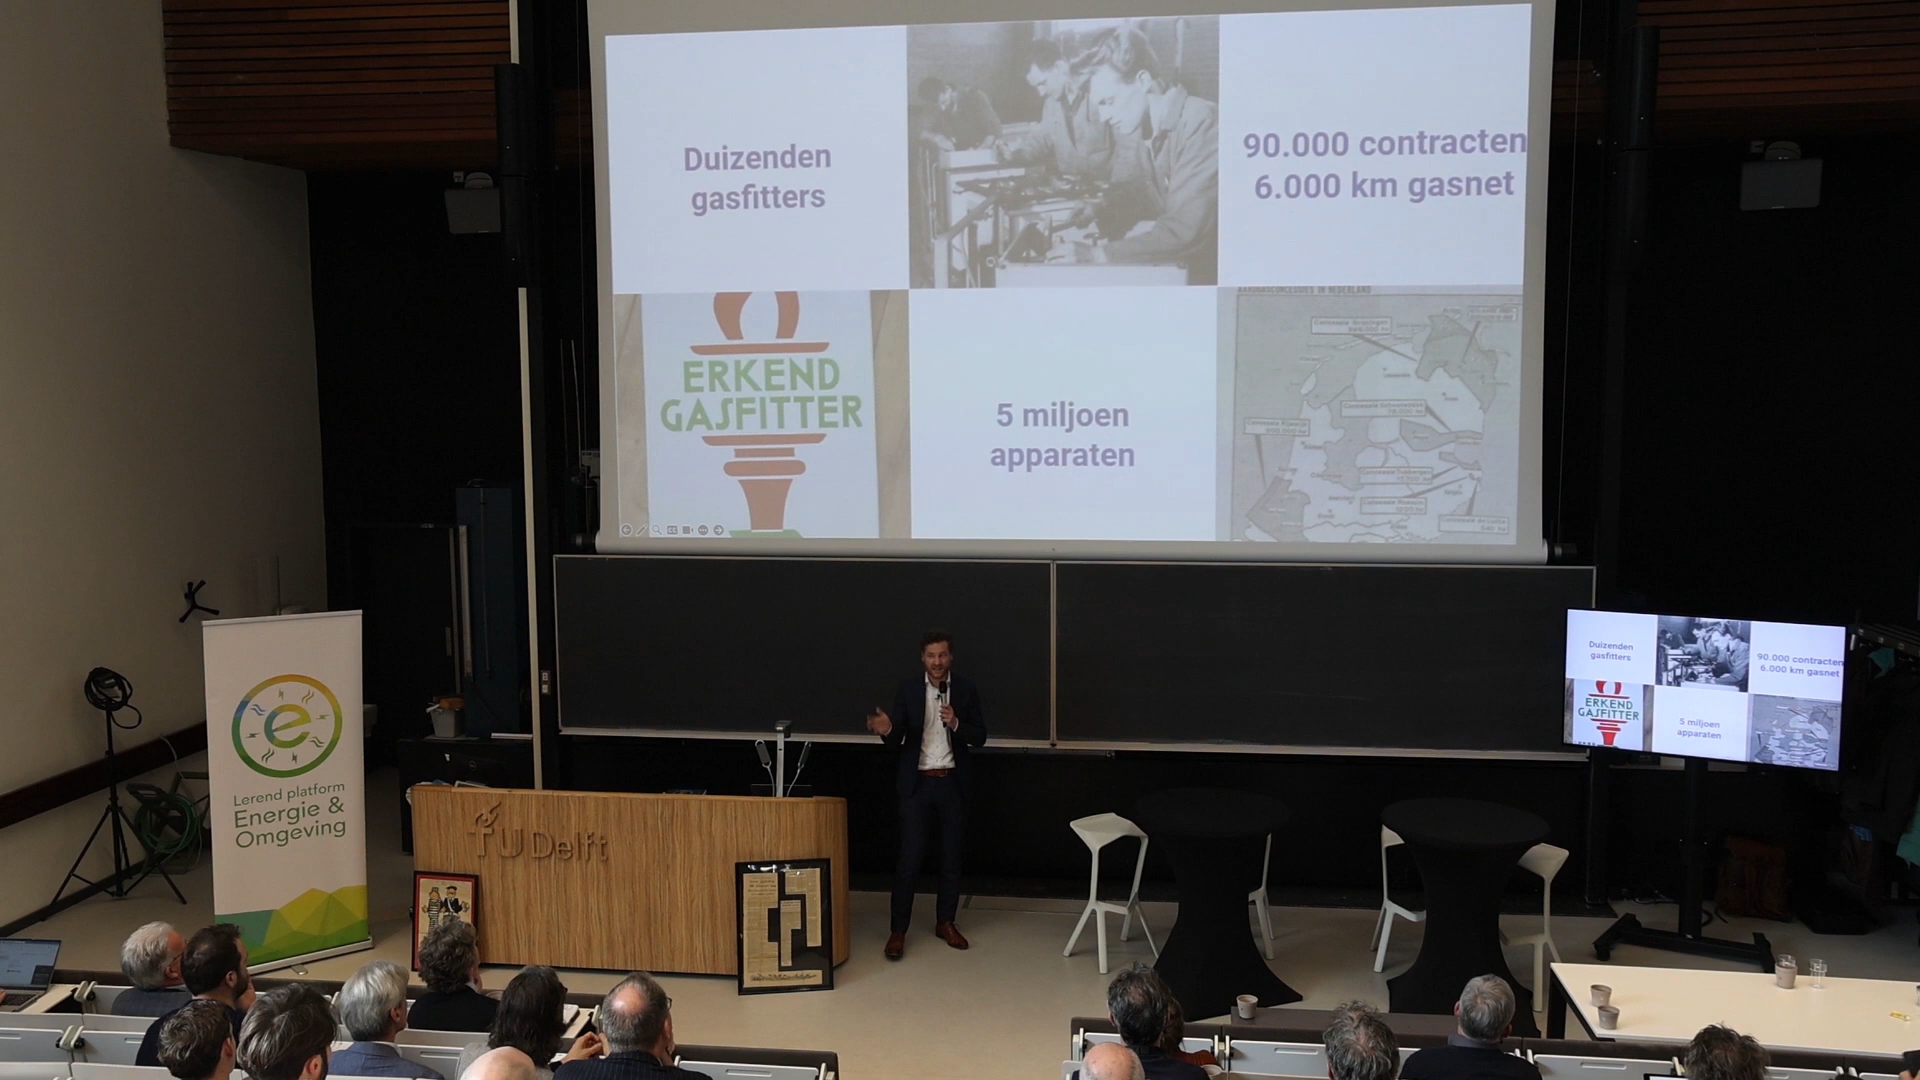 Duizenden
gasfitters
90.000 contracten
6.000 km gasnet
ERKEND
GASFITTER
5 miljoen
apparaten
Lerend platform
Energie &
Omgeving
TU Delft
Duizenden
gasfitters
90.000 contracten
6.000 km gasnet
ERKEND
GASFITTER
5 miljoen
apparaten